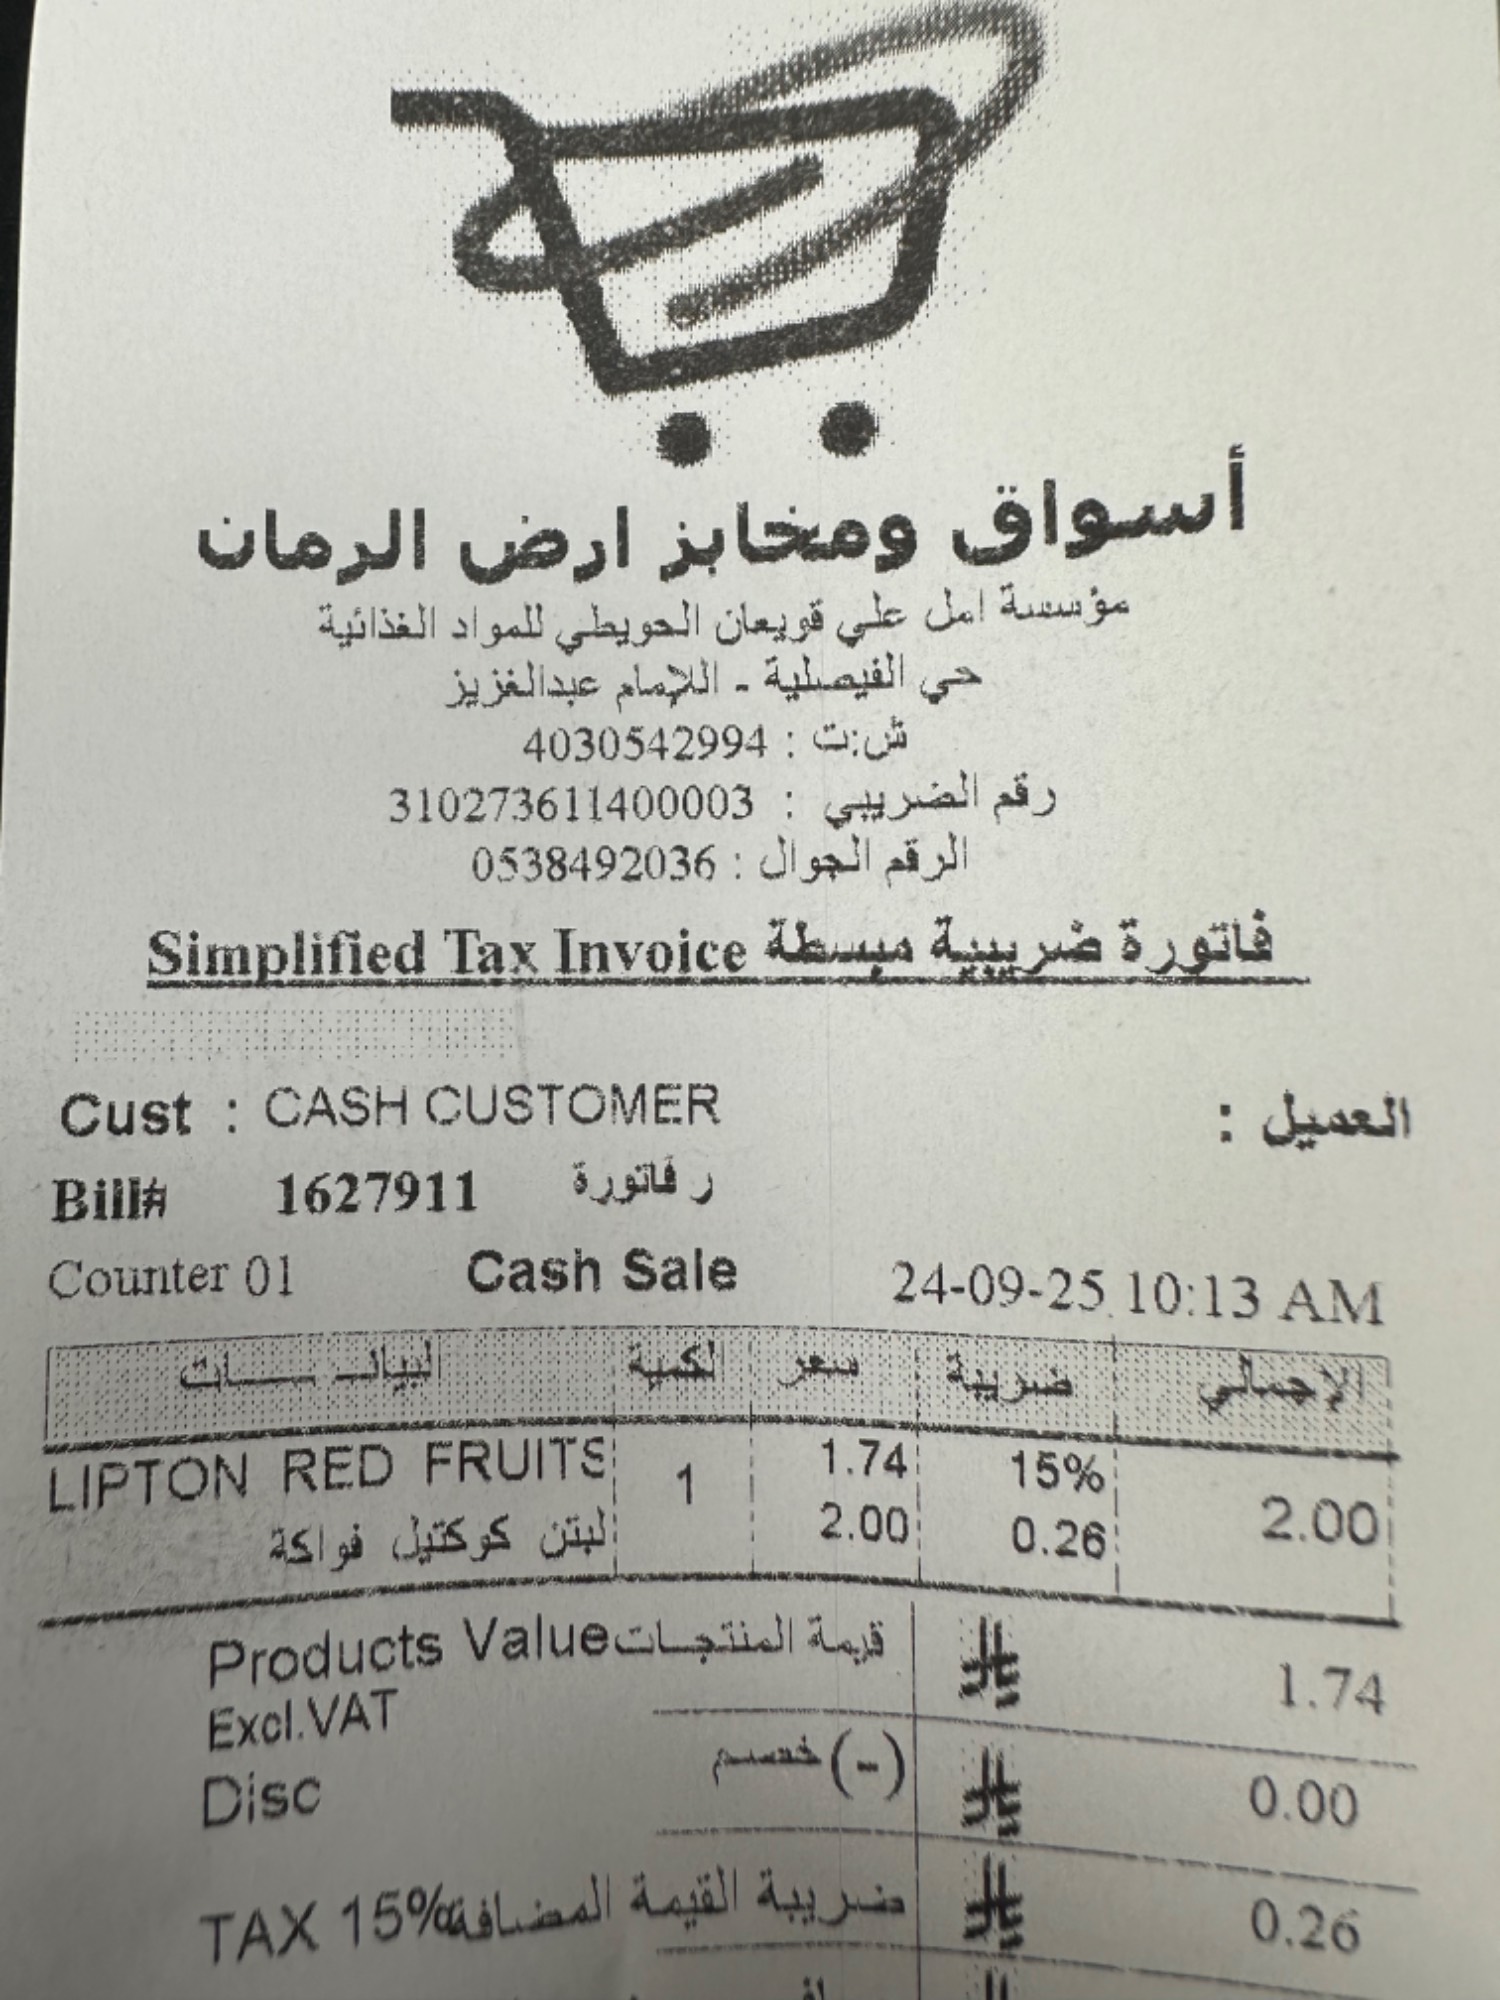 أسواق ومخابز ارض الرمان
مؤسسة امل علي قويعان الحويطي للمواد الغذائية
حي الفيصلية - اللإمام عبدالغزيز
ش:ت : 4030542994
رقم الضريبي : 310273611400003
الرقم الجوال : 0538492036
Simplified Tax Invoice فاتورة ضريبية مبسطة
Cust : CASH CUSTOMER العميل :
Bill# 1627911 ر فاتورة
Counter 01 Cash Sale 24-09-25 10:13 AM
لبيانـــــات لكمية سعر ضريبة الإجمالي
LIPTON RED FRUITS 1 1.74 15% 2.00
لبتن كوكتيل فواكة 2.00 0.26
Products Value قيمة المنتجات 1.74
Excl.VAT
Disc خصم (-) 0.00
TAX 15% ضريبة القيمة المضافة 0.26